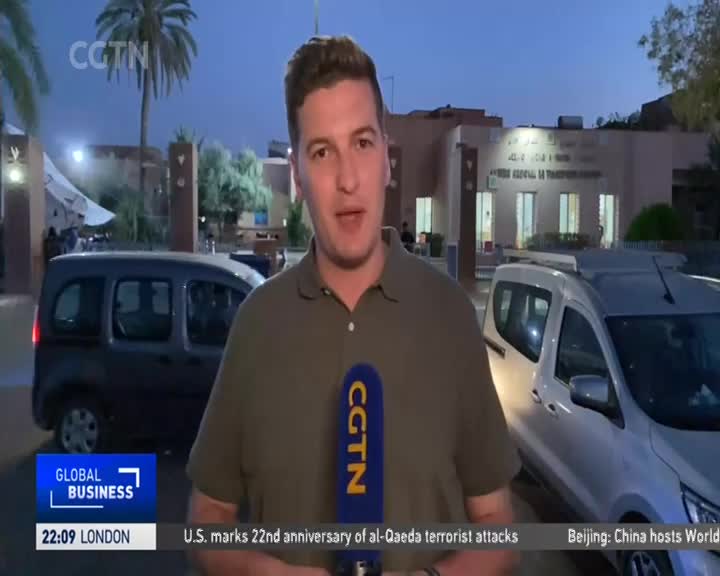 CGTN
CGTN
GLOBAL
BUSINESS
22:09 LONDON
U.S. marks 22nd anniversary of al-Qaeda terrorist attacks
Beijing: China hosts World